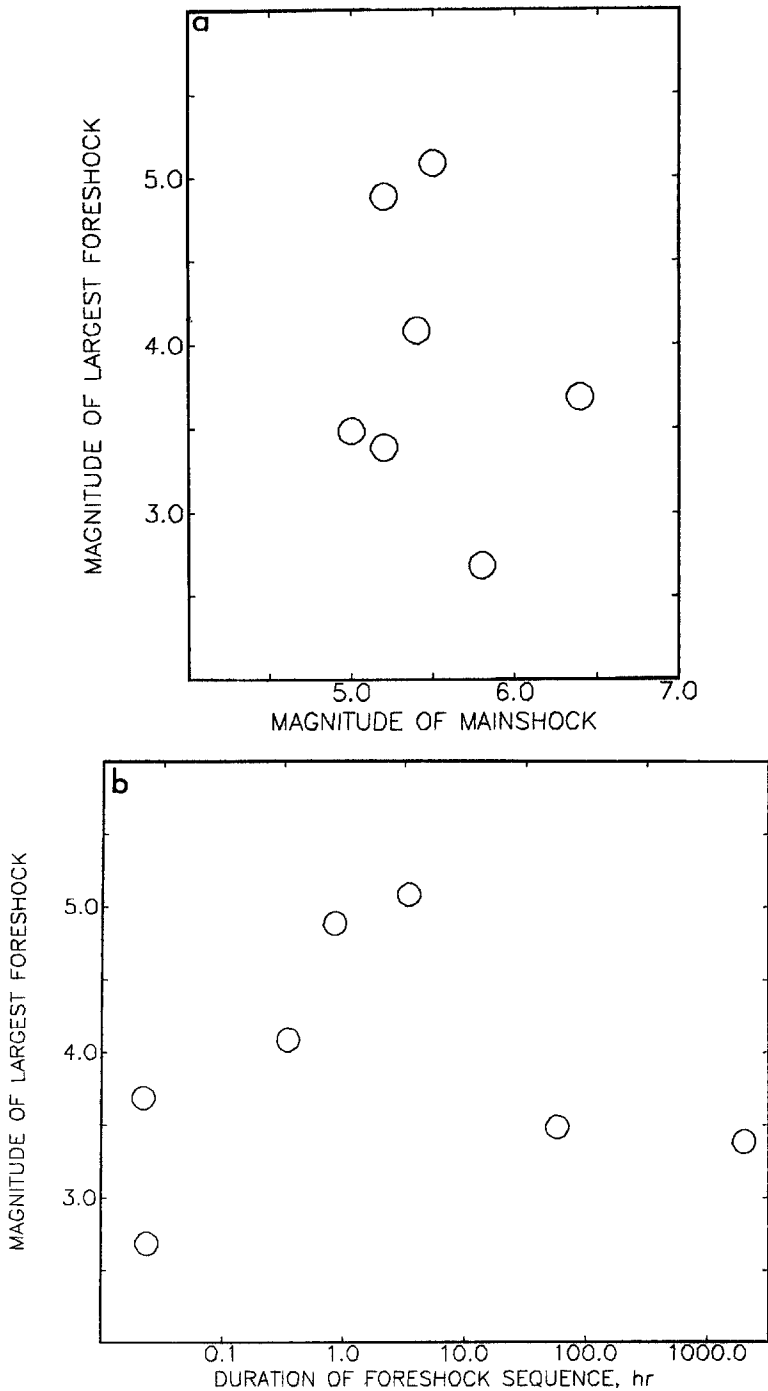 a
MAGNITUDE OF LARGEST FORESHOCK
5.0
4.0
3.0
5.0 6.0 7.0
MAGNITUDE OF MAINSHOCK
b
MAGNITUDE OF LARGEST FORESHOCK
5.0
4.0
3.0
0.1 1.0 10.0 100.0 1000.0
DURATION OF FORESHOCK SEQUENCE, hr